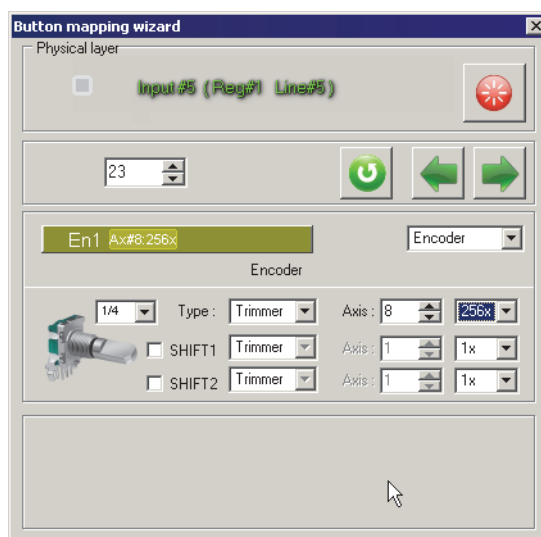 Button mapping wizard
Physical layer
Input#5 (Reg#1 Line#5)
23
En1 Ax#8:256x
Encoder
Encoder
1/4 Type : Trimmer Axis : 8 256x
SHIFT1 Trimmer Axis : 1 1x
SHIFT2 Trimmer Axis : 1 1x